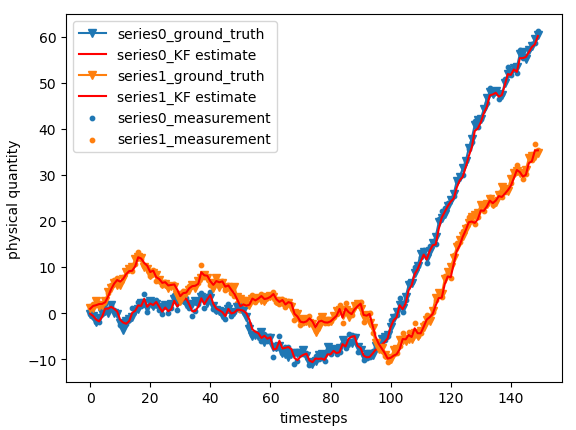 series0_ground_truth
series0_KF estimate
series1_ground_truth
series1_KF estimate
series0_measurement
series1_measurement
physical quantity
60
50
40
30
20
10
0
−10
0 20 40 60 80 100 120 140
timesteps